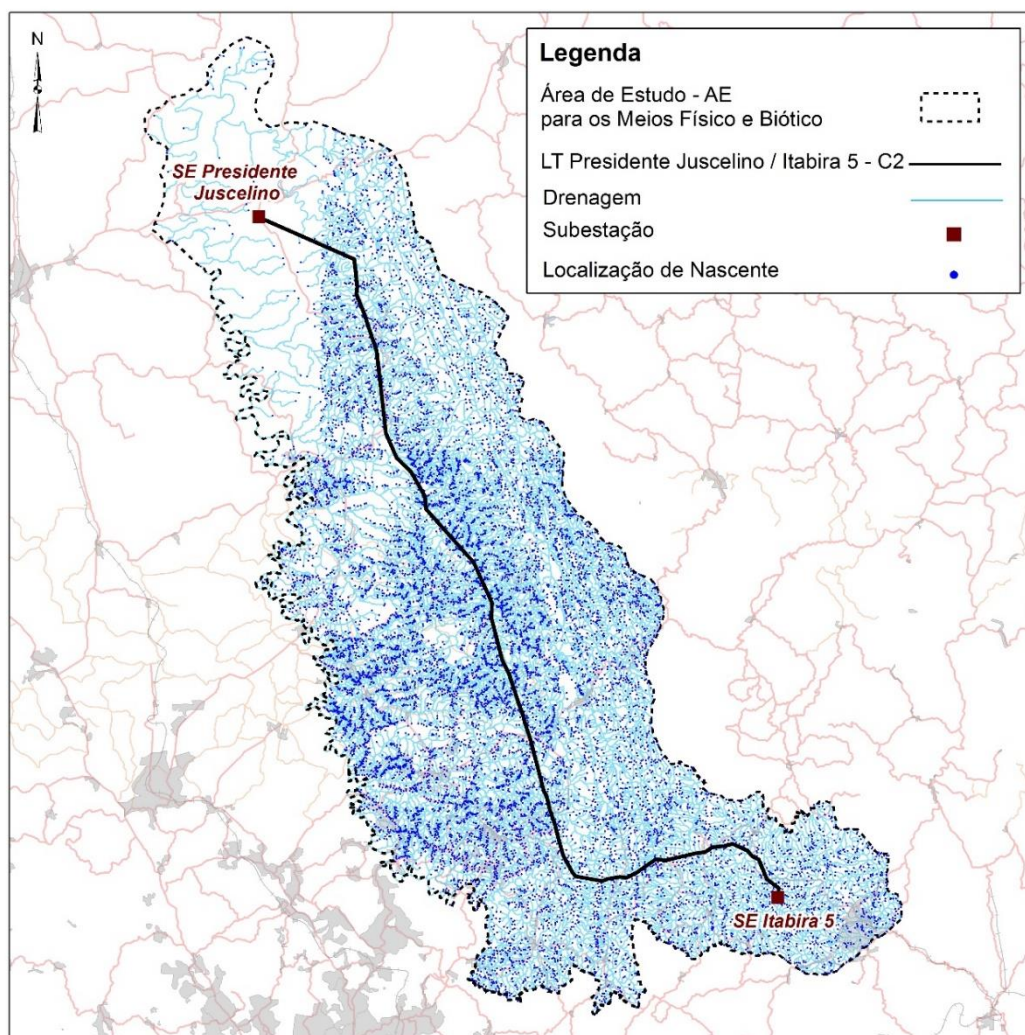 N
Legenda
Área de Estudo - AE
para os Meios Físico e Biótico
LT Presidente Juscelino / Itabira 5 - C2
Drenagem
Subestação
Localização de Nascente
SE Presidente
Juscelino
SE Itabira 5